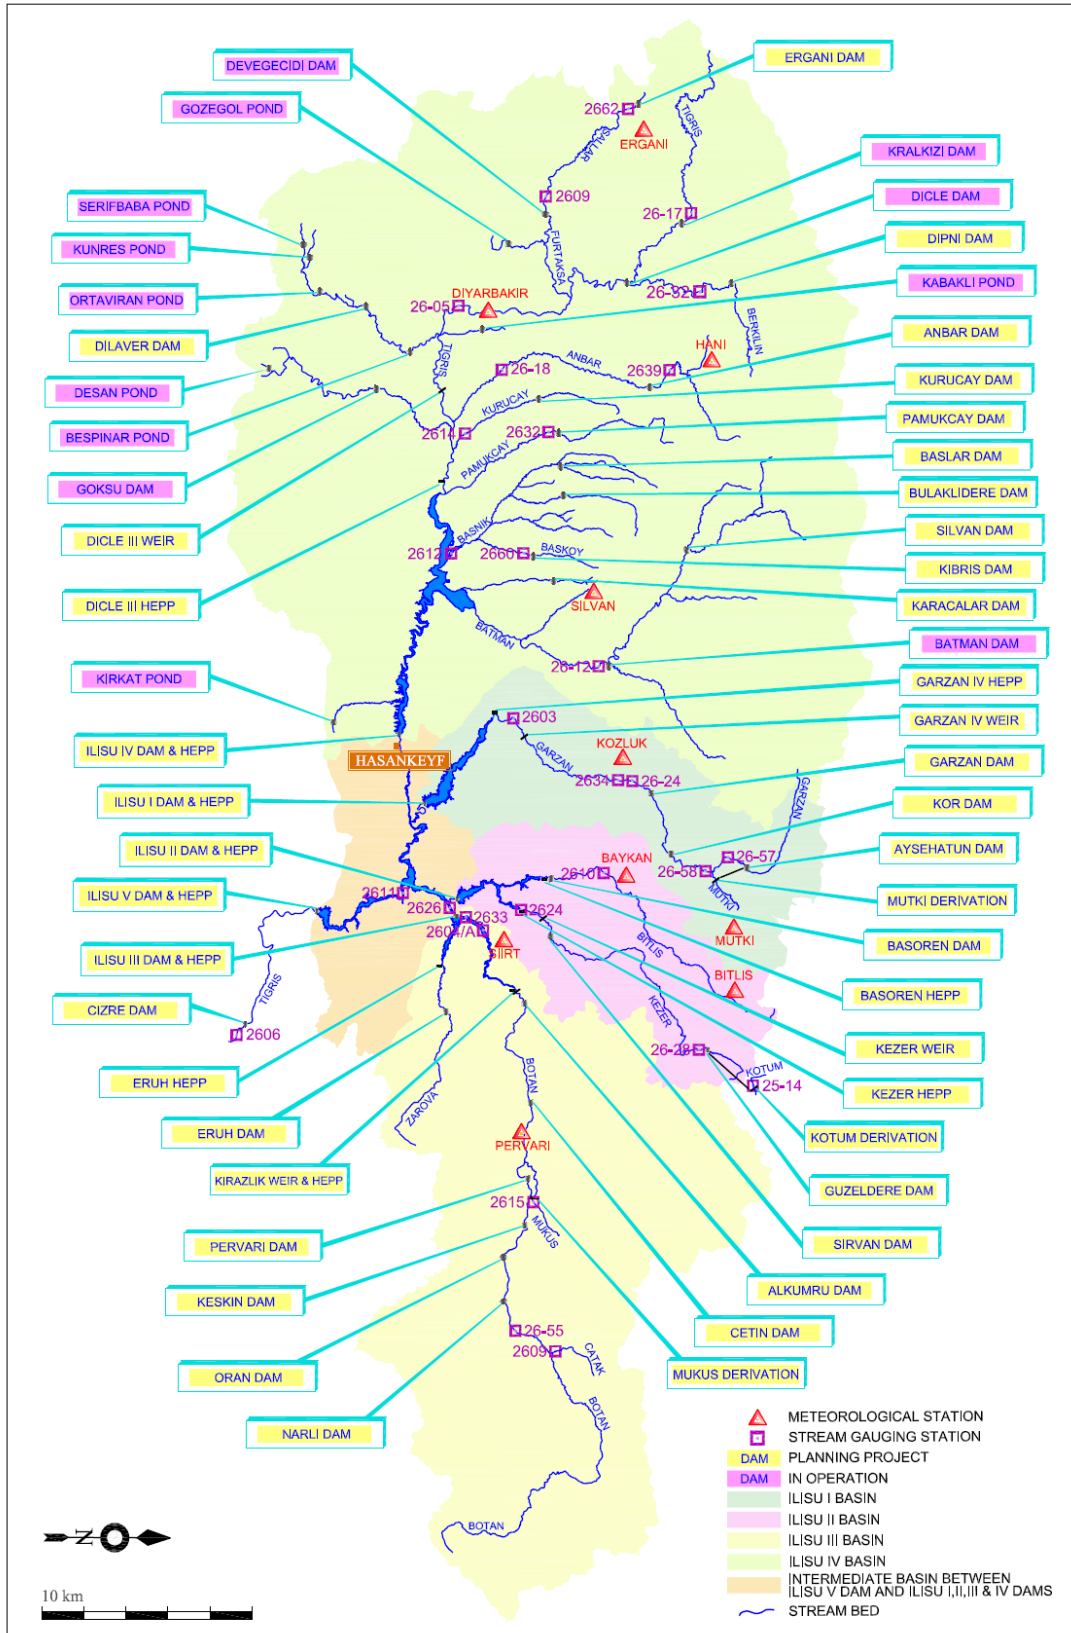 DEVEGECIDI DAM
ERGANI DAM
GOZEGOL POND
2662
ERGANI
TIGRIS
SALLAR
KRALKIZI DAM
SERIFBABA POND
2609
26-17
DICLE DAM
KUNRES POND
FURTAKSA
DIPNI DAM
ORTAVIRAN POND
DIYARBAKIR
26-05
26-32
KABAKLI POND
DILAVER DAM
BERKILIN
ANBAR DAM
TIGRIS
ANBAR
HANI
DESAN POND
26-18
2639
KURUCAY DAM
KURUCAY
BESPINAR POND
2614
2632
PAMUKCAY DAM
PAMUKCAY
BASLAR DAM
GOKSU DAM
BULAKLIDERE DAM
DICLE III WEIR
BASNIK
SILVAN DAM
2612
2660
BASKOY
KIBRIS DAM
DICLE III HEPP
SILVAN
KARACALAR DAM
BATMAN
BATMAN DAM
26-12
KIRKAT POND
GARZAN IV HEPP
2603
GARZAN IV WEIR
ILISU IV DAM & HEPP
HASANKEYF
GARZAN
KOZLUK
GARZAN DAM
2634
26-24
GARZAN
ILISU I DAM & HEPP
KOR DAM
ILISU II DAM & HEPP
BAYKAN
26-57
AYSEHATUN DAM
2610
26-58
ILISU V DAM & HEPP
2611
MUTKI
MUTKI DERIVATION
2626
2624
2633
2604/A
MUTKI
BASOREN DAM
ILISU III DAM & HEPP
SIIRT
BITLIS
BITLIS
BASOREN HEPP
TIGRIS
CIZRE DAM
KEZER
2606
KEZER WEIR
26-28
ERUH HEPP
BOTAN
KOTUM
25-14
KEZER HEPP
ZAROVA
ERUH DAM
KOTUM DERIVATION
PERVARI
KIRAZLIK WEIR & HEPP
GUZELDERE DAM
2615
MUKUS
PERVARI DAM
SIRVAN DAM
KESKIN DAM
ALKUMRU DAM
26-55
CETIN DAM
2609
CATAK
ORAN DAM
MUKUS DERIVATION
BOTAN
NARLI DAM
BOTAN
METEOROLOGICAL STATION
STREAM GAUGING STATION
DAM PLANNING PROJECT
DAM IN OPERATION
ILISU I BASIN
ILISU II BASIN
ILISU III BASIN
ILISU IV BASIN
INTERMEDIATE BASIN BETWEEN
ILISU V DAM AND ILISU I,II,III & IV DAMS
STREAM BED
N
10 km